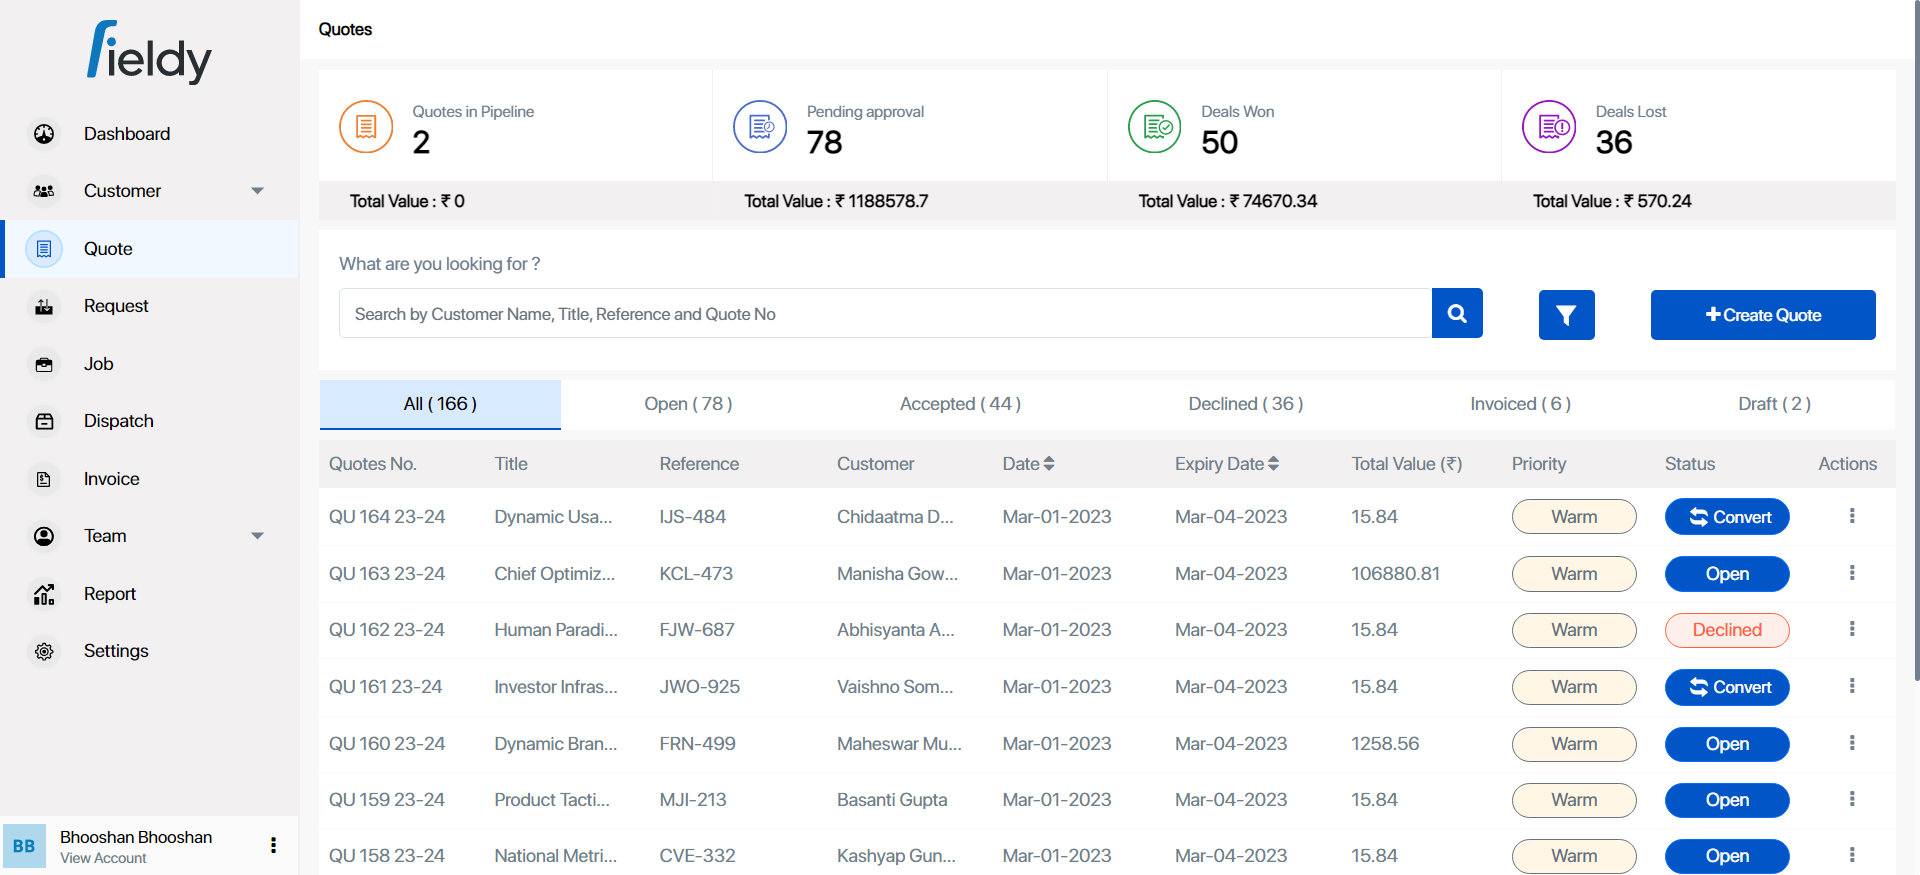 fieldy
Dashboard
Customer
Quote
Request
Job
Dispatch
Invoice
Team
Report
Settings
BB
Bhooshan Bhooshan
View Account
Quotes
Quotes in Pipeline
2
Total Value : ₹ 0
Pending approval
78
Total Value : ₹ 1188578.7
Deals Won
50
Total Value : ₹ 74670.34
Deals Lost
36
Total Value : ₹ 570.24
What are you looking for ?
Search by Customer Name, Title, Reference and Quote No
Create Quote
All ( 166 ) Open ( 78 ) Accepted ( 44 ) Declined ( 36 ) Invoiced ( 6 ) Draft ( 2 )
Quotes No. Title Reference Customer Date Expiry Date Total Value (₹) Priority Status Actions
QU 164 23-24 Dynamic Usa... IJS-484 Chidaatma D... Mar-01-2023 Mar-04-2023 15.84 Warm Convert
QU 163 23-24 Chief Optimiz... KCL-473 Manisha Gow... Mar-01-2023 Mar-04-2023 106880.81 Warm Open
QU 162 23-24 Human Paradi... FJW-687 Abhisyanta A... Mar-01-2023 Mar-04-2023 15.84 Warm Declined
QU 161 23-24 Investor Infras... JWO-925 Vaishno Som... Mar-01-2023 Mar-04-2023 15.84 Warm Convert
QU 160 23-24 Dynamic Bran... FRN-499 Maheswar Mu... Mar-01-2023 Mar-04-2023 1258.56 Warm Open
QU 159 23-24 Product Tacti... MJI-213 Basanti Gupta Mar-01-2023 Mar-04-2023 15.84 Warm Open
QU 158 23-24 National Metri... CVE-332 Kashyap Gun... Mar-01-2023 Mar-04-2023 15.84 Warm Open